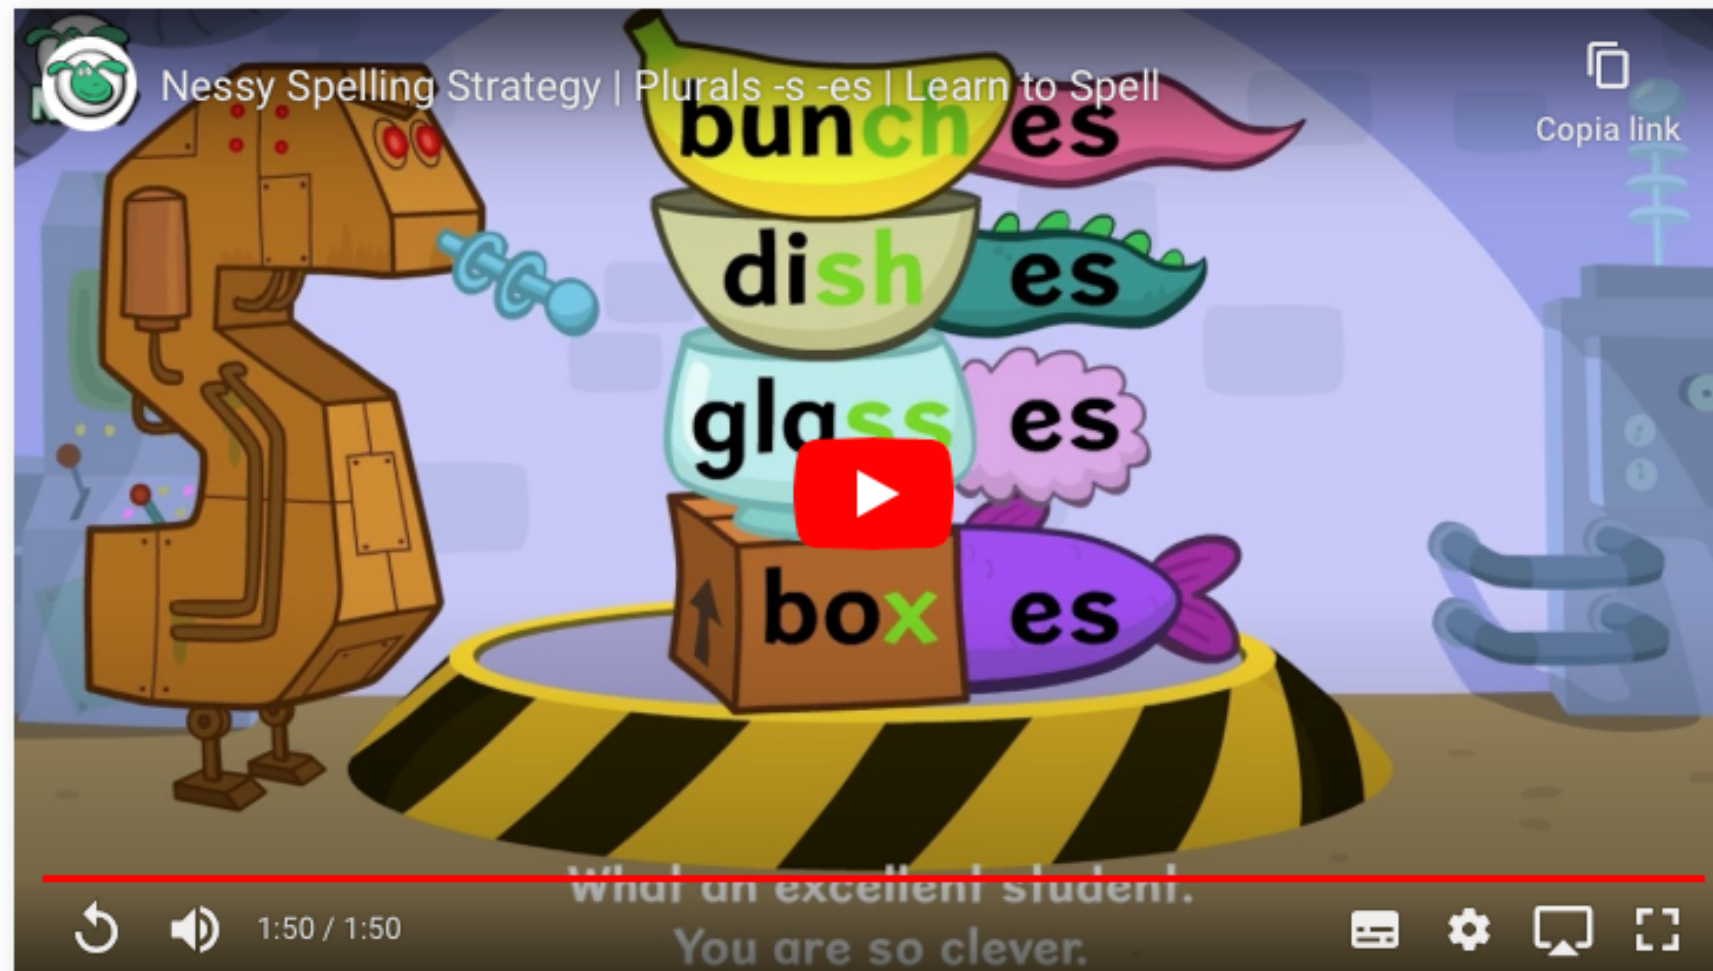 Nessy Spelling Strategy | Plurals -s -es | Learn to Spell
Copia link
bunch es
dish es
glass es
box es
What an excellent student.
You are so clever.
1:50 / 1:50